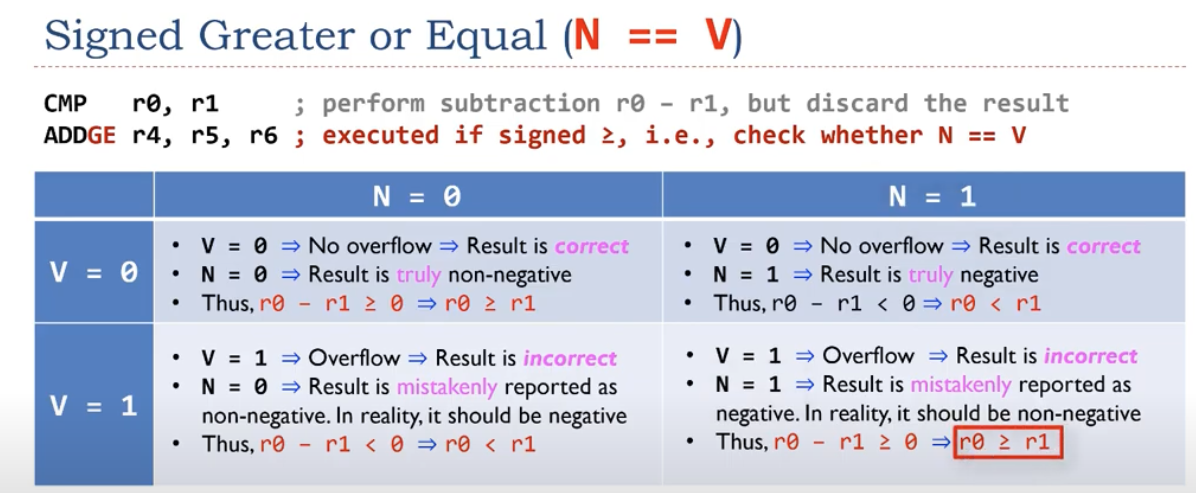 Signed Greater or Equal (N == V)
CMP r0, r1 ; perform subtraction r0 – r1, but discard the result
ADDGE r4, r5, r6 ; executed if signed ≥, i.e., check whether N == V
N = 0
N = 1
V = 0
• V = 0 ⇒ No overflow ⇒ Result is correct
• N = 0 ⇒ Result is truly non-negative
• Thus, r0 – r1 ≥ 0 ⇒ r0 ≥ r1
• V = 0 ⇒ No overflow ⇒ Result is correct
• N = 1 ⇒ Result is truly negative
• Thus, r0 – r1 < 0 ⇒ r0 < r1
V = 1
• V = 1 ⇒ Overflow ⇒ Result is incorrect
• N = 0 ⇒ Result is mistakenly reported as
non-negative. In reality, it should be negative
• Thus, r0 – r1 < 0 ⇒ r0 < r1
• V = 1 ⇒ Overflow ⇒ Result is incorrect
• N = 1 ⇒ Result is mistakenly reported as
negative. In reality, it should be non-negative
• Thus, r0 – r1 ≥ 0 ⇒ r0 ≥ r1